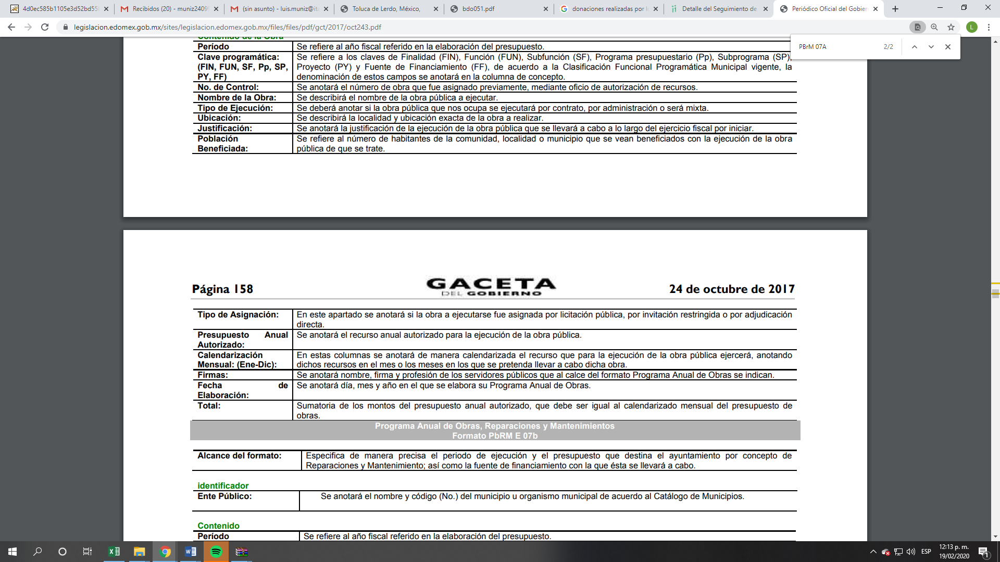 4d0ec585b1105e3d52bd55
Recibidos (20) - muniz2409
(sin asunto) - luis.muniz@it
Toluca de Lerdo, México,
bdo051.pdf
donaciones realizadas por l
Detalle del Seguimiento de
Periódico Oficial del Gobier
legislacion.edomex.gob.mx/sites/legislacion.edomex.gob.mx/files/files/pdf/gct/2017/oct243.pdf
L
PBrM 07A 2/2
Contenido de la Obra
Período Se refiere al año fiscal referido en la elaboración del presupuesto.
Clave programática: Se refiere a los claves de Finalidad (FIN), Función (FUN), Subfunción (SF), Programa presupuestario (Pp), Subprograma (SP),
(FIN, FUN, SF, Pp, SP, Proyecto (PY) y Fuente de Financiamiento (FF), de acuerdo a la Clasificación Funcional Programática Municipal vigente, la
PY, FF) denominación de estos campos se anotará en la columna de concepto.
No. de Control: Se anotará el número de obra que fue asignado previamente, mediante oficio de autorización de recursos.
Nombre de la Obra: Se describirá el nombre de la obra pública a ejecutar.
Tipo de Ejecución: Se deberá anotar si la obra pública que nos ocupa se ejecutará por contrato, por administración o será mixta.
Ubicación: Se describirá la localidad y ubicación exacta de la obra a realizar.
Justificación: Se anotará la justificación de la ejecución de la obra pública que se llevará a cabo a lo largo del ejercicio fiscal por iniciar.
Población Se refiere al número de habitantes de la comunidad, localidad o municipio que se vean beneficiados con la ejecución de la obra
Beneficiada: pública de que se trate.
Página 158 GACETA DEL GOBIERNO 24 de octubre de 2017
Tipo de Asignación: En este apartado se anotará si la obra a ejecutarse fue asignada por licitación pública, por invitación restringida o por adjudicación
directa.
Presupuesto Anual Se anotará el recurso anual autorizado para la ejecución de la obra pública.
Autorizado:
Calendarización En estas columnas se anotará de manera calendarizada el recurso que para la ejecución de la obra pública ejercerá, anotando
Mensual: (Ene-Dic): dichos recursos en el mes o los meses en los que se pretenda llevar a cabo dicha obra.
Firmas: Se anotará nombre, firma y profesión de los servidores públicos que al calce del formato Programa Anual de Obras se indican.
Fecha de Se anotará día, mes y año en el que se elabora su Programa Anual de Obras.
Elaboración:
Total: Sumatoria de los montos del presupuesto anual autorizado, que debe ser igual al calendarizado mensual del presupuesto de
obras.
Programa Anual de Obras, Reparaciones y Mantenimientos
Formato PbRM E 07b
Alcance del formato: Especifica de manera precisa el periodo de ejecución y el presupuesto que destina el ayuntamiento por concepto de
Reparaciones y Mantenimiento; así como la fuente de financiamiento con la que ésta se llevará a cabo.
identificador
Ente Público: Se anotará el nombre y código (No.) del municipio u organismo municipal de acuerdo al Catálogo de Municipios.
Contenido
Período Se refiere al año fiscal referido en la elaboración del presupuesto.
ESP
12:13 p. m.
19/02/2020
1